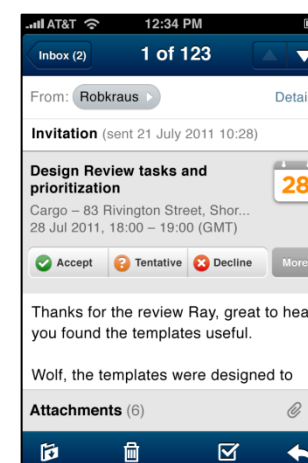 AT&T 12:34 PM
Inbox (2) 1 of 123
From: Robkraus Detai
Invitation (sent 21 July 2011 10:28)
Design Review tasks and
prioritization
Cargo – 83 Rivington Street, Shor...
28 Jul 2011, 18:00 – 19:00 (GMT)
28
Accept Tentative Decline More
Thanks for the review Ray, great to hea
you found the templates useful.
Wolf, the templates were designed to
Attachments (6)